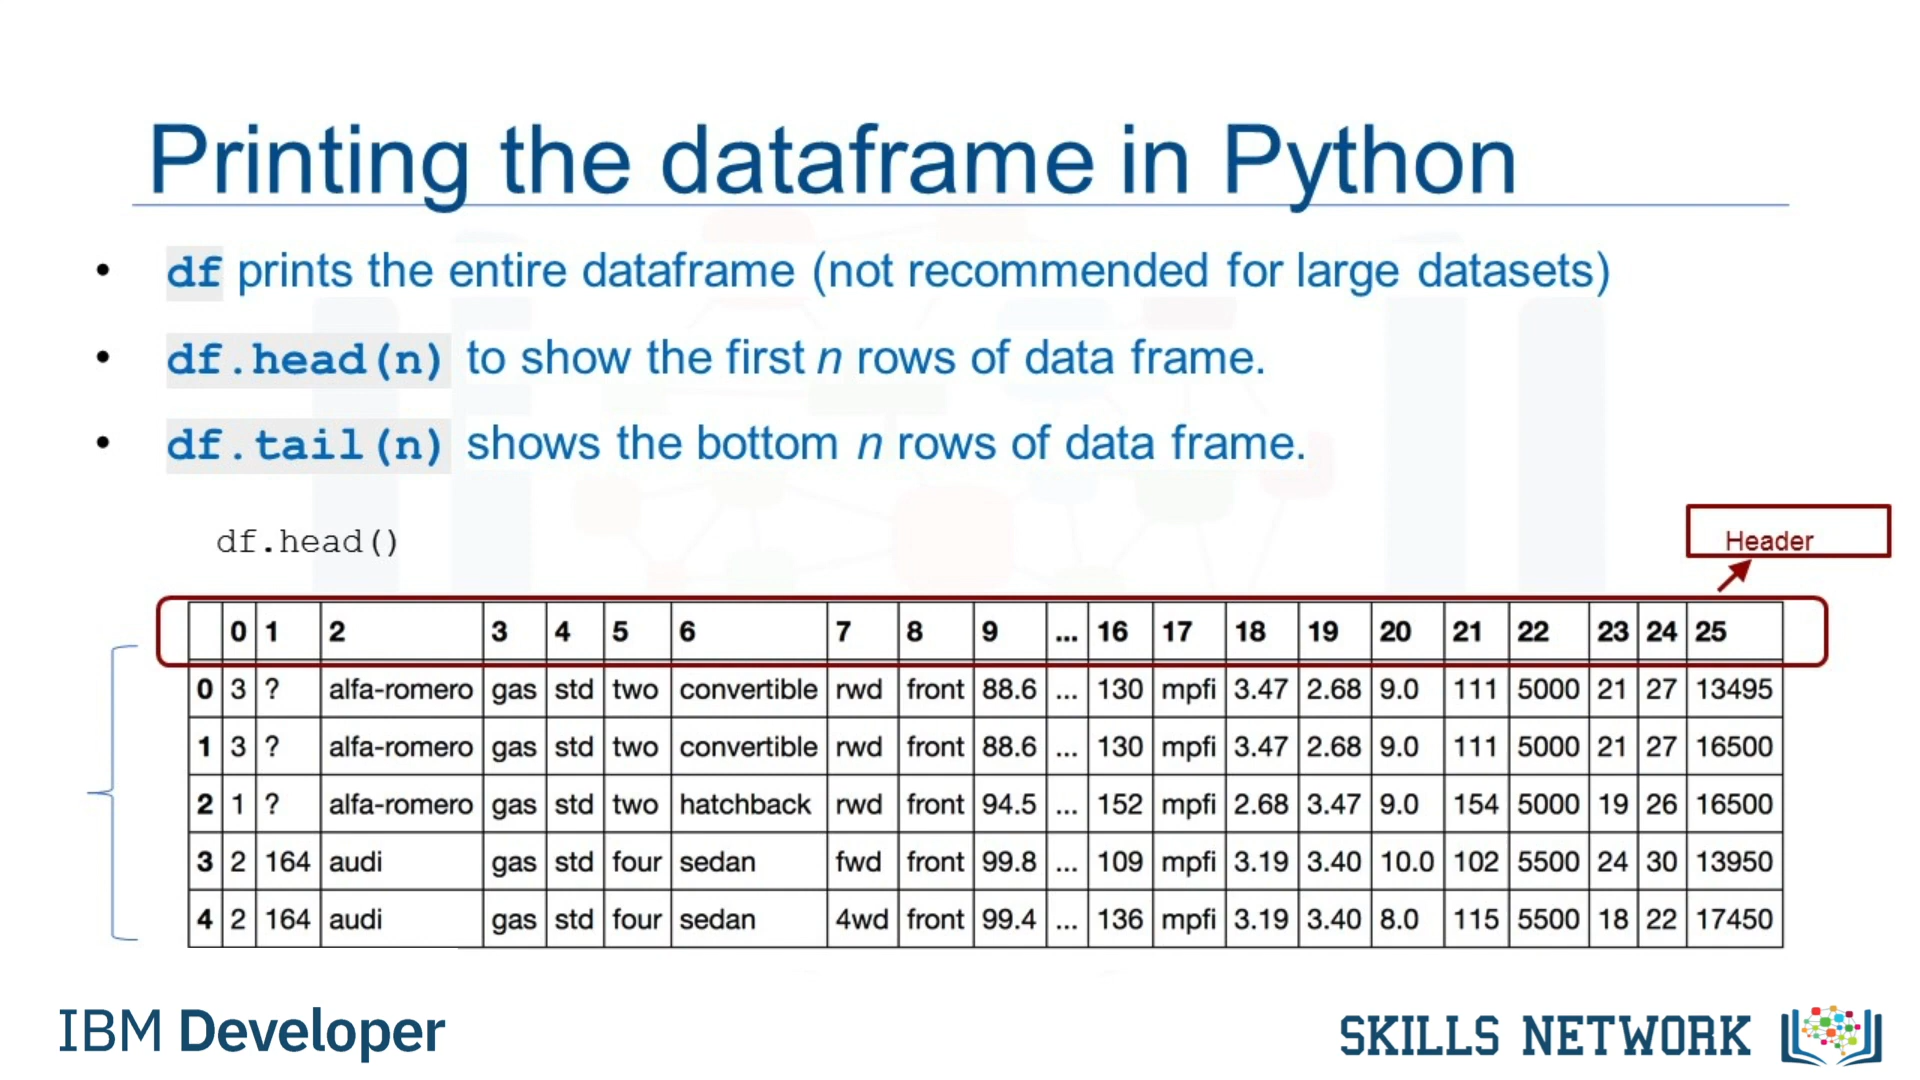 Printing the dataframe in Python
• df prints the entire dataframe (not recommended for large datasets)
• df.head(n) to show the first n rows of data frame.
• df.tail(n) shows the bottom n rows of data frame.
df.head()
Header
0 1 2 3 4 5 6 7 8 9 ... 16 17 18 19 20 21 22 23 24 25
0 3 ? alfa-romero gas std two convertible rwd front 88.6 ... 130 mpfi 3.47 2.68 9.0 111 5000 21 27 13495
1 3 ? alfa-romero gas std two convertible rwd front 88.6 ... 130 mpfi 3.47 2.68 9.0 111 5000 21 27 16500
2 1 ? alfa-romero gas std two hatchback rwd front 94.5 ... 152 mpfi 2.68 3.47 9.0 154 5000 19 26 16500
3 2 164 audi gas std four sedan fwd front 99.8 ... 109 mpfi 3.19 3.40 10.0 102 5500 24 30 13950
4 2 164 audi gas std four sedan 4wd front 99.4 ... 136 mpfi 3.19 3.40 8.0 115 5500 18 22 17450
IBM Developer
SKILLS NETWORK